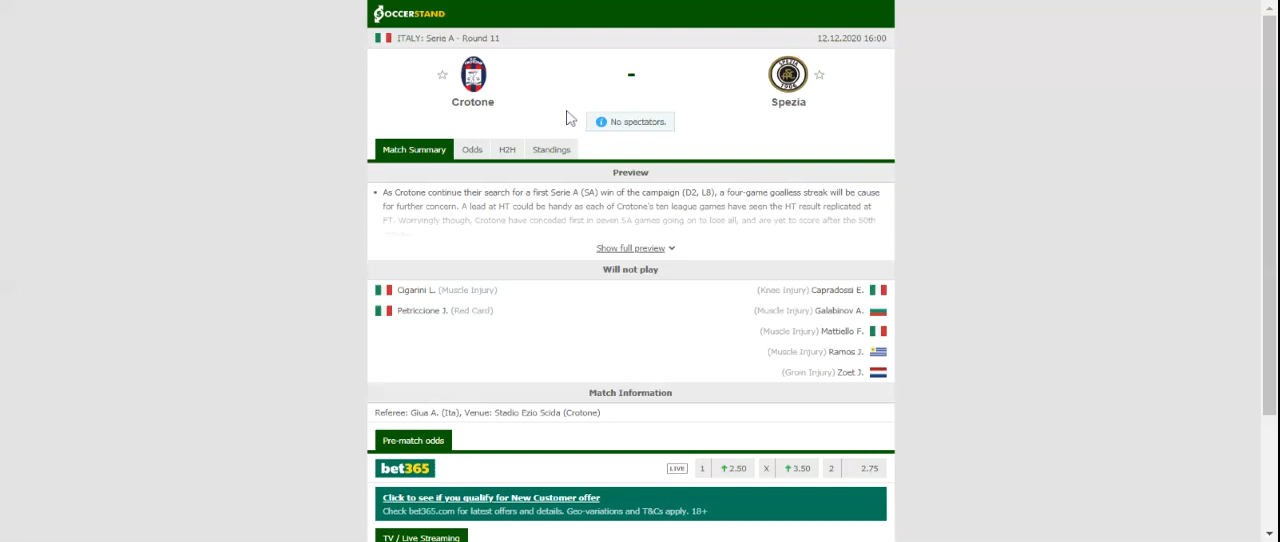 SOCCERSTAND
ITALY: Serie A - Round 11
12.12.2020 16:00
-
Crotone
Spezia
No spectators.
Match Summary
Odds
H2H
Standings
Preview
As Crotone continue their search for a first Serie A (SA) win of the campaign (D2, L8), a four-game goalless streak will be cause
for further concern. A lead at HT could be handy as each of Crotone's ten league games have seen the HT result replicated at
FT. Worryingly though, Crotone have conceded first in seven SA games going on to lose all, and are yet to score after the 50th
Show full preview
Will not play
Cigarini L. (Muscle Injury)
(Knee Injury) Capradossi E.
Petriccione J. (Red Card)
(Muscle Injury) Galabinov A.
(Muscle Injury) Mattiello F.
(Muscle Injury) Ramos J.
(Groin Injury) Zoet J.
Match Information
Referee: Giua A. (Ita), Venue: Stadio Ezio Scida (Crotone)
Pre-match odds
bet365
LIVE
1
2.50
X
3.50
2
2.75
Click to see if you qualify for New Customer offer
Check bet365.com for latest offers and details. Geo-variations and T&Cs apply. 18+
TV / Live Streaming